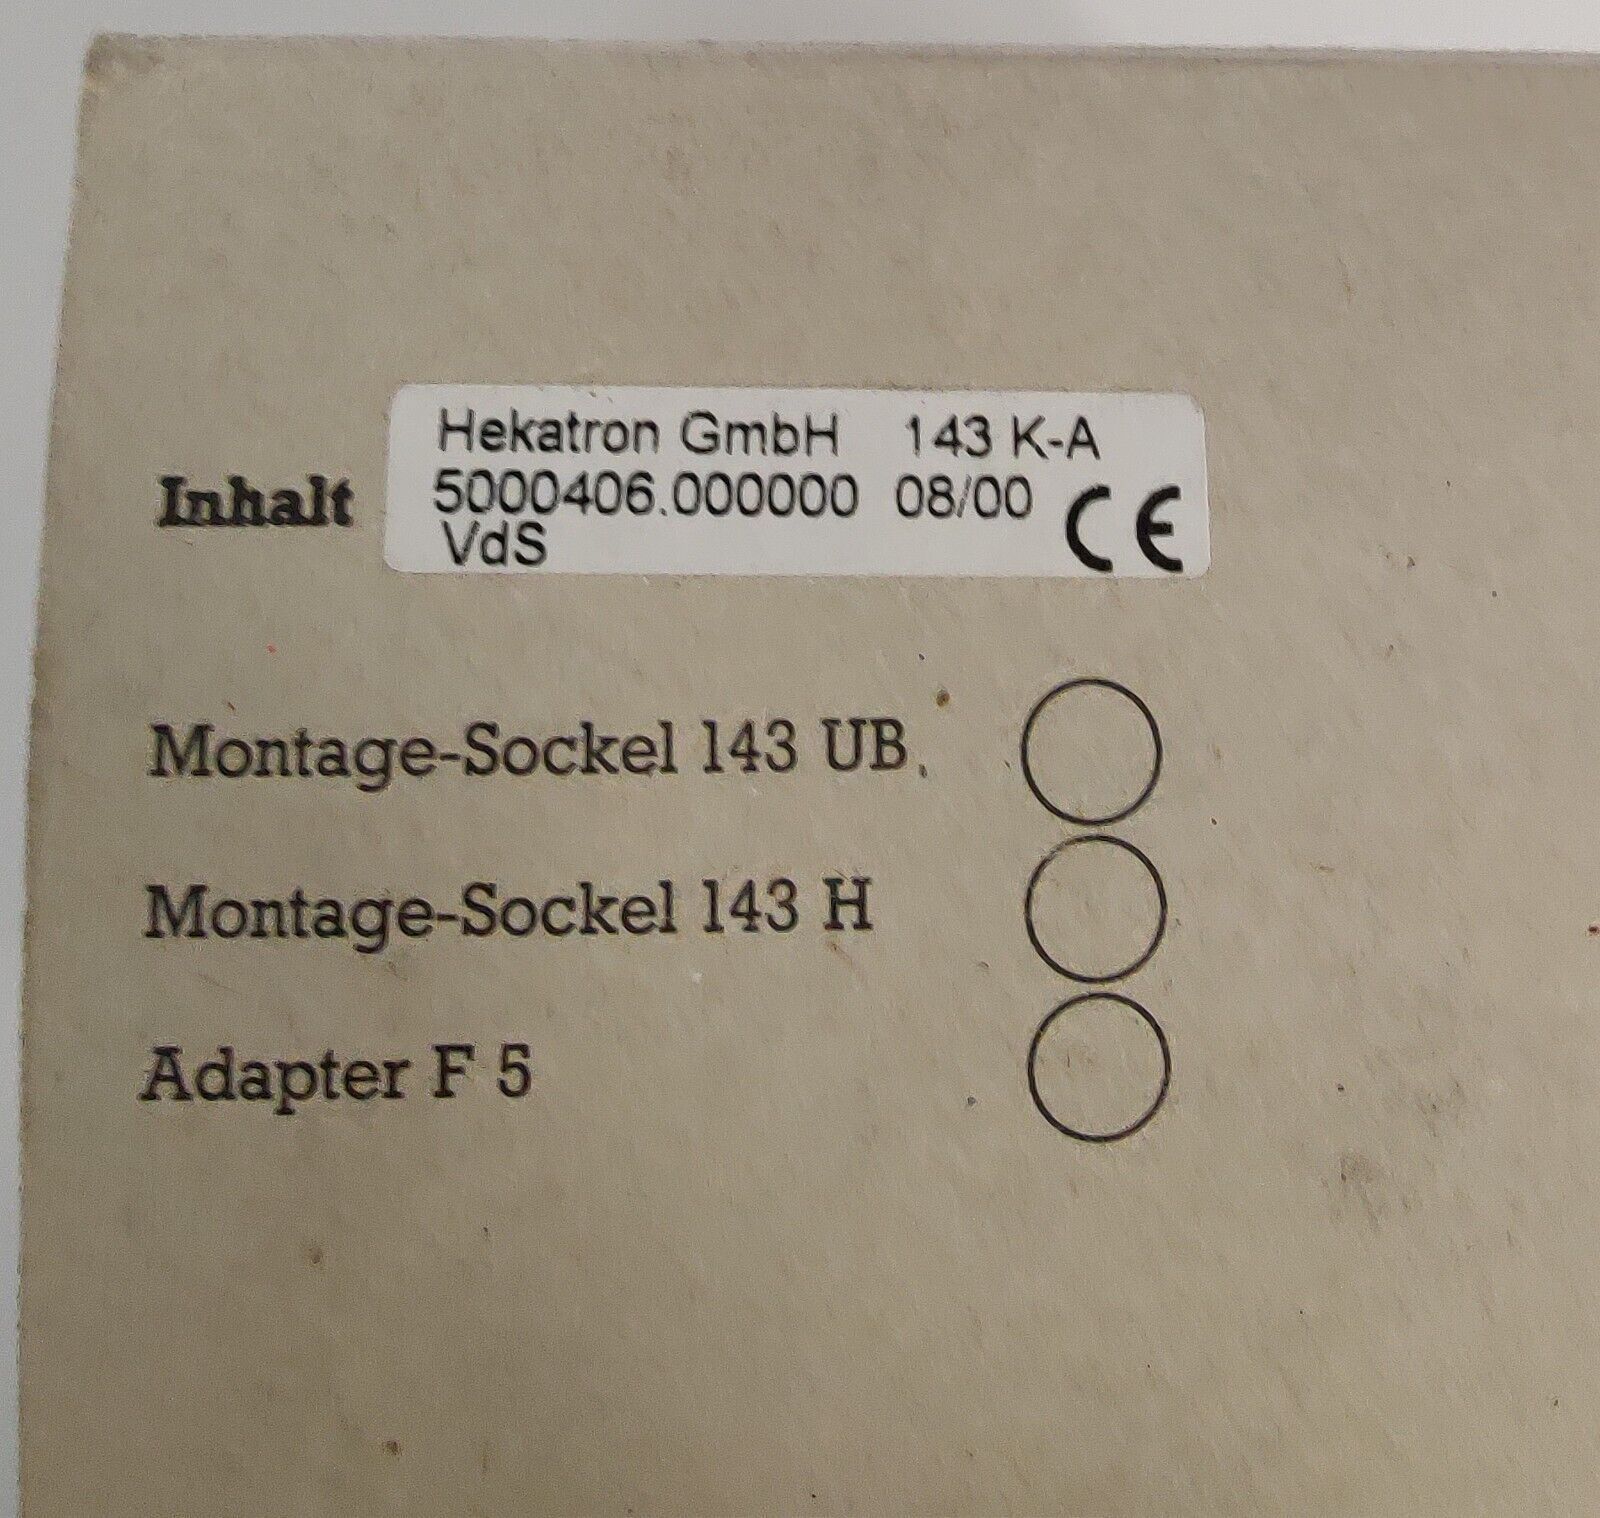 Hekatron GmbH 143 K-A
Inhalt 5000406.000000 08/00 CE
VdS
Montage-Sockel 143 UB
Montage-Sockel 143 H
Adapter F 5